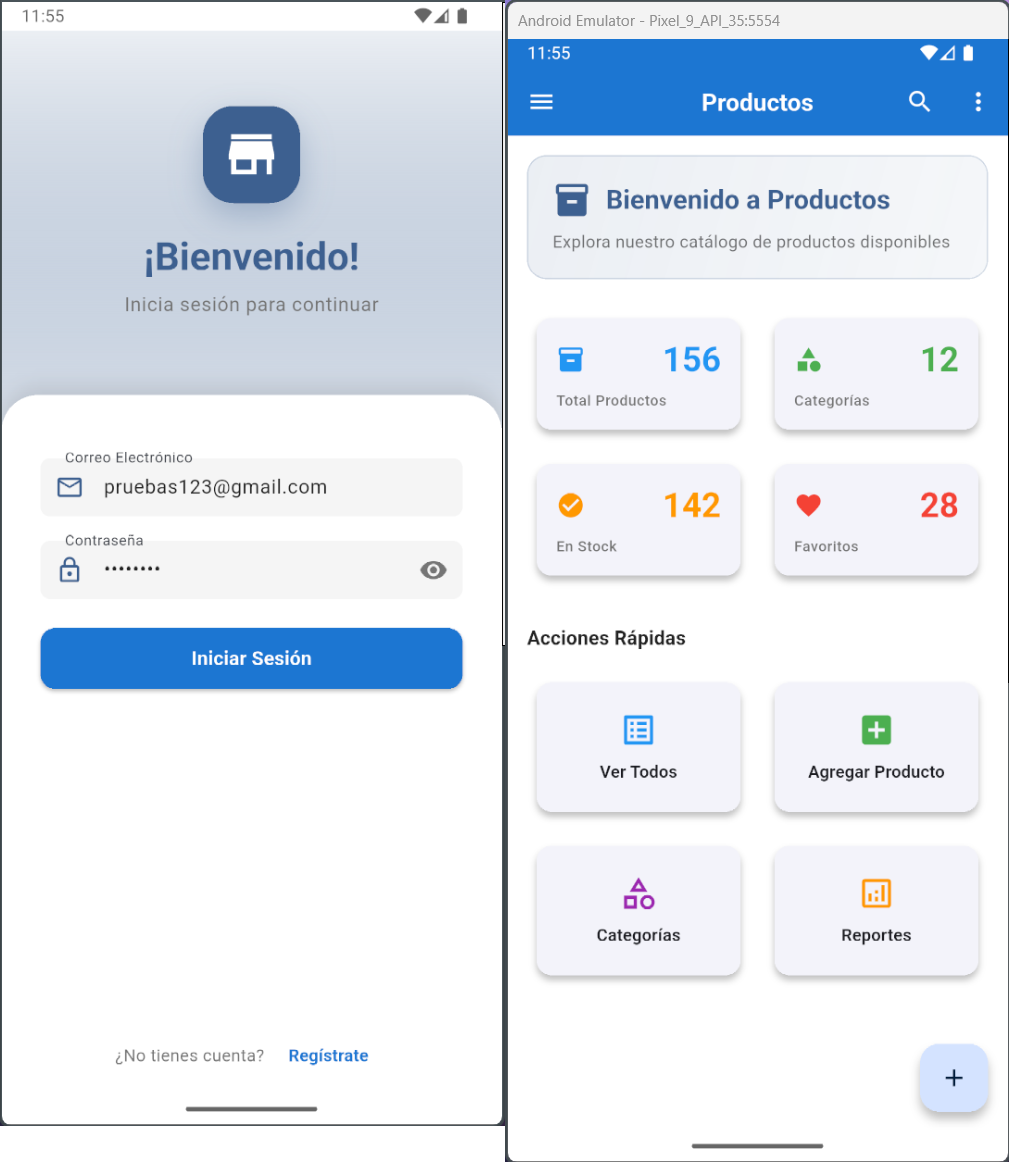 11:55
¡Bienvenido!
Inicia sesión para continuar
Correo Electrónico
pruebas123@gmail.com
Contraseña
••••••••
Iniciar Sesión
¿No tienes cuenta? Regístrate
Android Emulator - Pixel_9_API_35:5554
11:55
Productos
Bienvenido a Productos
Explora nuestro catálogo de productos disponibles
156
Total Productos
12
Categorías
142
En Stock
28
Favoritos
Acciones Rápidas
Ver Todos
Agregar Producto
Categorías
Reportes